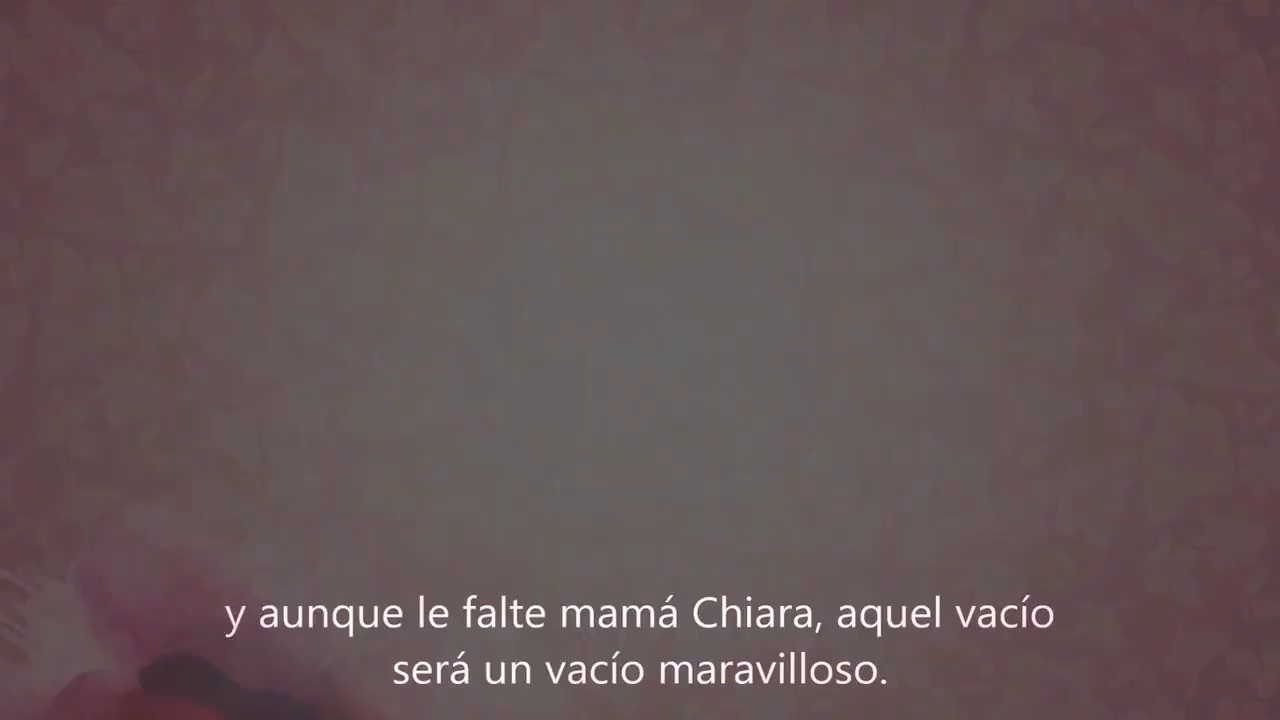 y aunque le falte mamá Chiara, aquel vacío
será un vacío maravilloso.